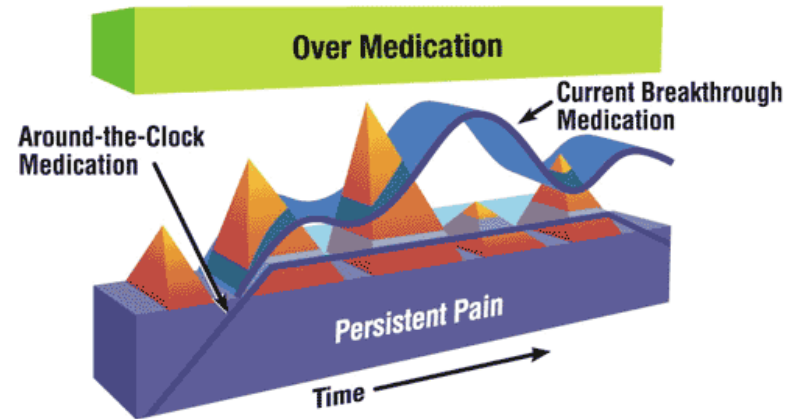 Over Medication
Current Breakthrough
Medication
Around-the-Clock
Medication
Persistent Pain
Time